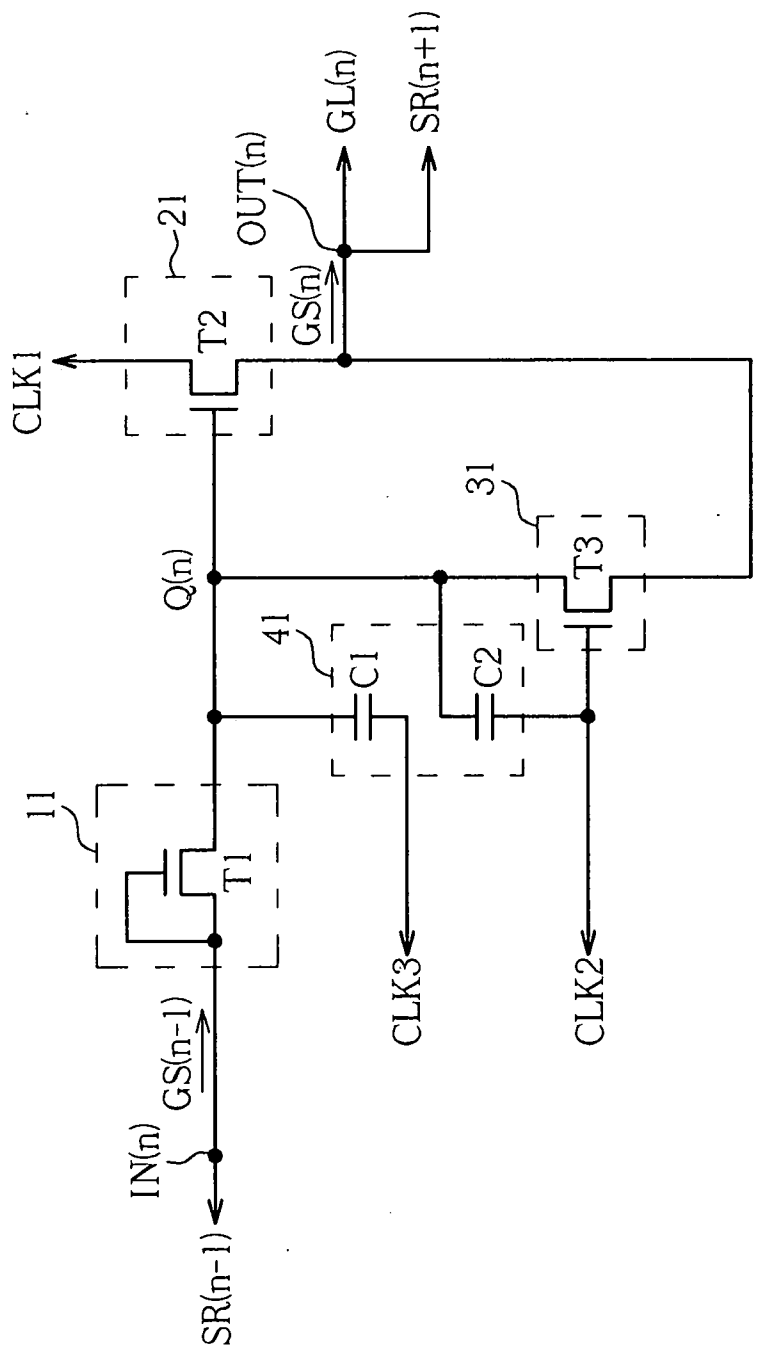 CLK1
21
T2
OUT(n)
GS(n)
GL(n)
SR(n+1)
Q(n)
31
T3
41
C1
C2
11
T1
CLK3
CLK2
GS(n-1)
IN(n)
SR(n-1)